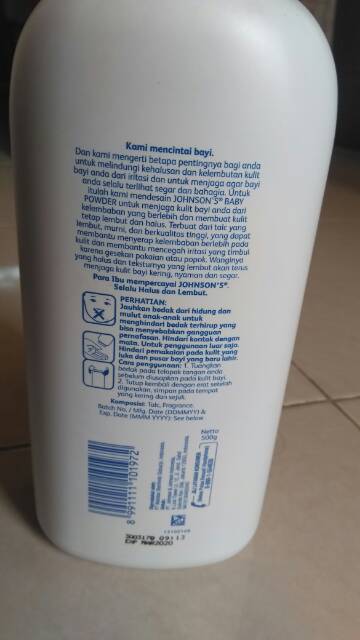 Kami mencintai bayi.
Dan kami mengerti betapa pentingnya bagi anda
untuk melindungi kehalusan dan kelembutan kulit
bayi anda dari iritasi dan untuk menjaga agar bayi
anda selalu terlihat segar dan bahagia. Untuk
itulah kami mendesain JOHNSON'S® BABY
POWDER untuk menjaga kulit bayi anda dari
kelembaban yang berlebih dan membuat kulit
tetap lembut dan halus. Terbuat dari talc yang
lembut, murni, dan berkualitas tinggi, yang dapat
membantu menyerap kelembaban berlebih pada
kulit dan membantu mencegah iritasi yang timbul
karena gesekan pakaian atau popok. Wanginya
yang halus dan teksturnya yang lembut akan terus
menjaga kulit bayi kering, nyaman dan segar.
Para Ibu mempercayai JOHNSON'S®.
Selalu Halus dan Lembut.
PERHATIAN:
Jauhkan bedak dari hidung dan
mulut anak-anak untuk
menghindari bedak terhirup yang
bisa menyebabkan gangguan
pernafasan. Hindari kontak dengan
mata. Untuk penggunaan luar saja.
Hindari pemakaian pada kulit yang
luka dan pusar bayi yang baru lahir.
Cara penggunaan: 1. Tuangkan
bedak pada telapak tangan anda
sebelum diusapkan pada kulit bayi.
2. Tutup kembali dengan erat setelah
digunakan, simpan pada tempat
yang kering dan sejuk.
Komposisi: Talc, Fragrance.
Batch No. / Mfg. Date (DDMMYY) &
Exp. Date (MMM YYYY): See below
Netto
500g
8 991111 101972
300317B 09:13
EXP MAR2020